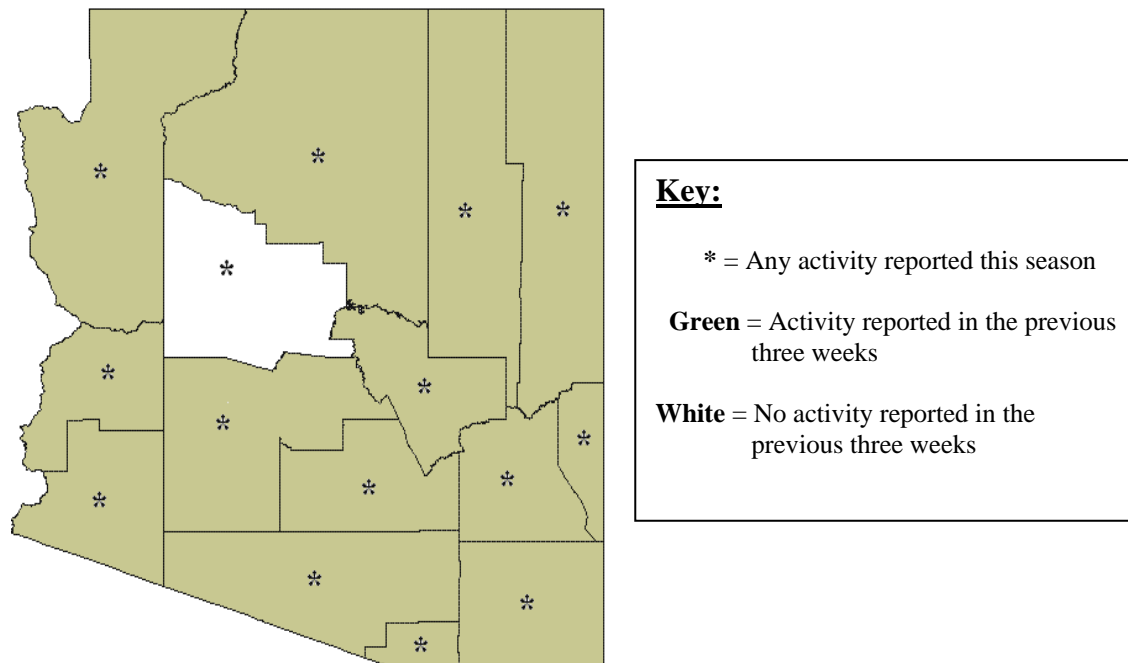 Key:
* = Any activity reported this season
Green = Activity reported in the previous
three weeks
White = No activity reported in the
previous three weeks